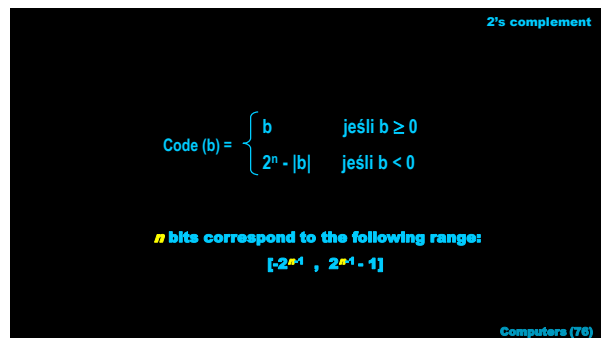 2's complement
b jeśli b ≥ 0
Code (b) =
2ⁿ - |b| jeśli b < 0
n bits correspond to the following range:
[-2ⁿ⁻¹ , 2ⁿ⁻¹ - 1]
Computers (76)